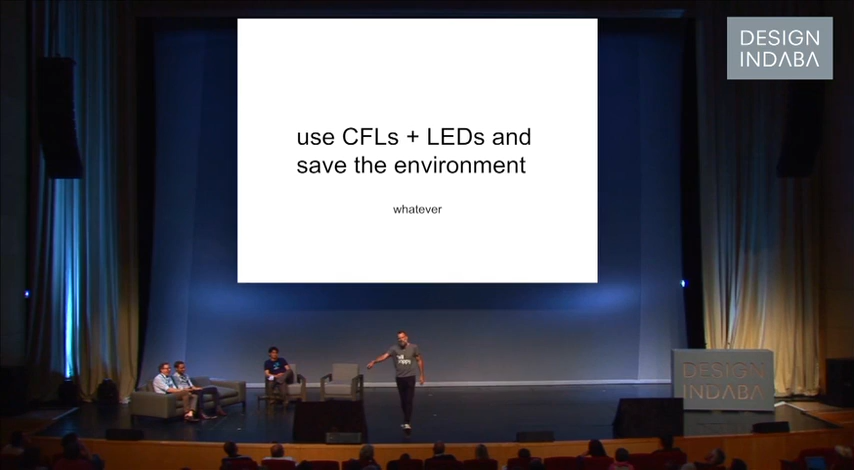 DESIGN
INDABA
use CFLs + LEDs and
save the environment
whatever
DESIGN
INDABA